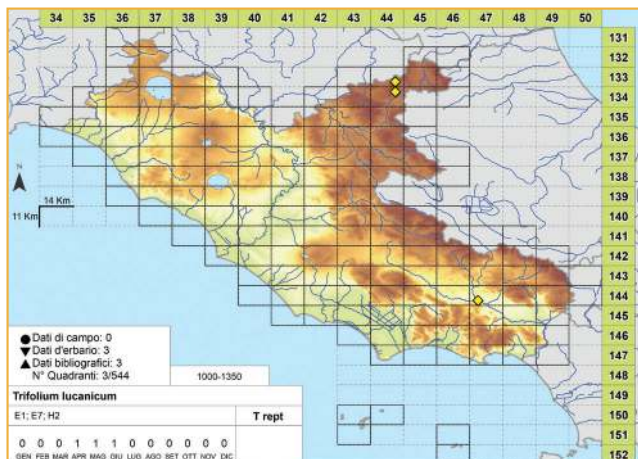 34 35 36 37 38 39 40 41 42 43 44 45 46 47 48 49 50
131
132
133
134
135
136
137
138
139
140
141
142
143
144
145
146
147
148
149
150
151
152
N
14 Km
11 Km
Dati di campo: 0
Dati d'erbario: 3
Dati bibliografici: 3
N° Quadranti: 3/544
1000-1350
Trifolium lucanicum
E1; E7; H2
T rept
0 0 0 1 1 1 0 0 0 0 0 0
GEN FEB MAR APR MAG GIU LUG AGO SET OTT NOV DIC